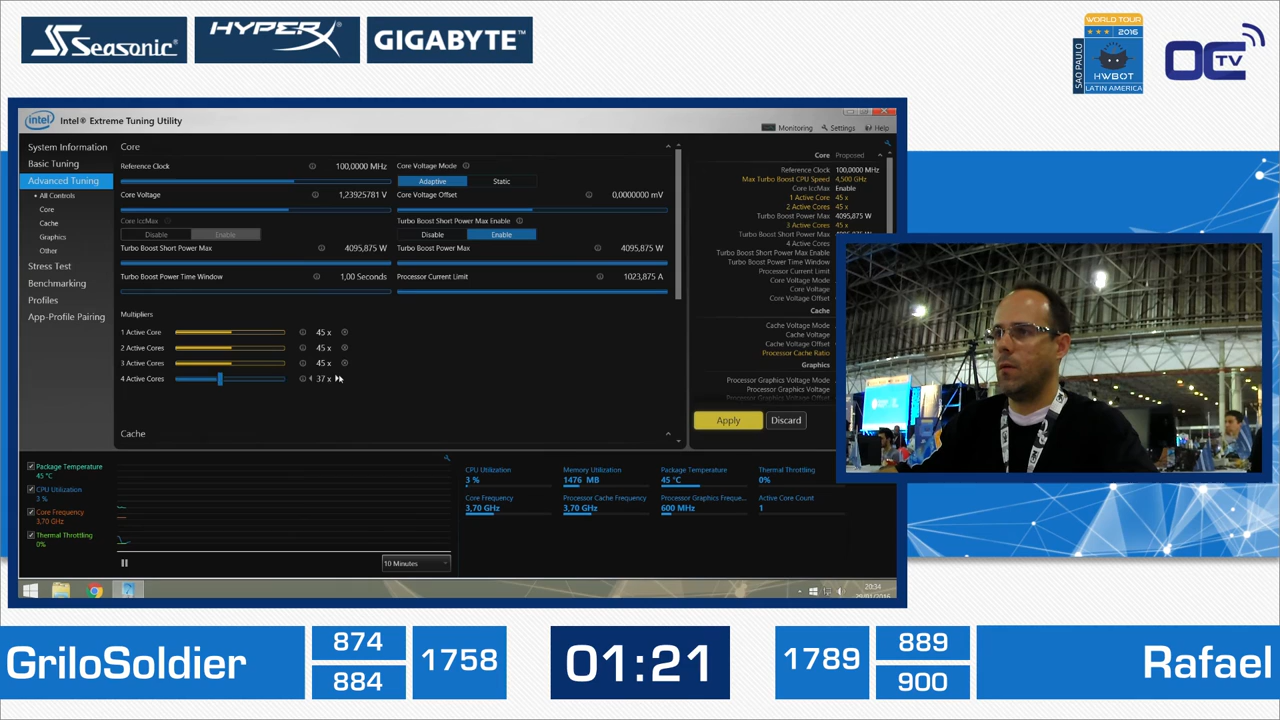 SEASONIC®
HYPERX®
GIGABYTE™
WORLD TOUR
2016
SAO PAULO
HWBOT
LATIN AMERICA
OC TV
intel
Intel® Extreme Tuning Utility
Monitoring
Settings
Help
System Information
Basic Tuning
Advanced Tuning
All Controls
Core
Cache
Graphics
Other
Stress Test
Benchmarking
Profiles
App-Profile Pairing
Core
Reference Clock 100,0000 MHz
Core Voltage Mode
Adaptive Static
Core Voltage 1,23925781 V
Core Voltage Offset 0,0000000 mV
Core IccMax
Disable Enable
Turbo Boost Short Power Max Enable
Disable Enable
Turbo Boost Short Power Max 4095,875 W
Turbo Boost Power Max 4095,875 W
Turbo Boost Power Time Window 1,00 Seconds
Processor Current Limit 1023,875 A
Multipliers
1 Active Core 45 x
2 Active Cores 45 x
3 Active Cores 45 x
4 Active Cores 37 x
Cache
Core Proposed
Reference Clock 100,0000 MHz
Max Turbo Boost CPU Speed 4,500 GHz
Core IccMax Enable
1 Active Core 45 x
2 Active Cores 45 x
Turbo Boost Power Max 4095,875 W
3 Active Cores 45 x
Turbo Boost Short Power Max 4095,875 W
4 Active Cores
Turbo Boost Short Power Max Enable
Turbo Boost Power Time Window
Processor Current Limit
Core Voltage Mode
Core Voltage
Core Voltage Offset
Cache
Cache Voltage Mode
Cache Voltage
Cache Voltage Offset
Processor Cache Ratio
Graphics
Processor Graphics Voltage Mode
Processor Graphics Voltage
Processor Graphics Voltage Offset
Apply
Discard
Package Temperature
45 °C
CPU Utilization
3 %
Core Frequency
3,70 GHz
Thermal Throttling
0%
10 Minutes
CPU Utilization
3 %
Memory Utilization
1476 MB
Package Temperature
45 °C
Thermal Throttling
0%
Core Frequency
3,70 GHz
Processor Cache Frequency
3,70 GHz
Processor Graphics Freque...
600 MHz
Active Core Count
1
20:34
GriloSoldier
874
884
1758
01:21
1789
889
900
Rafael